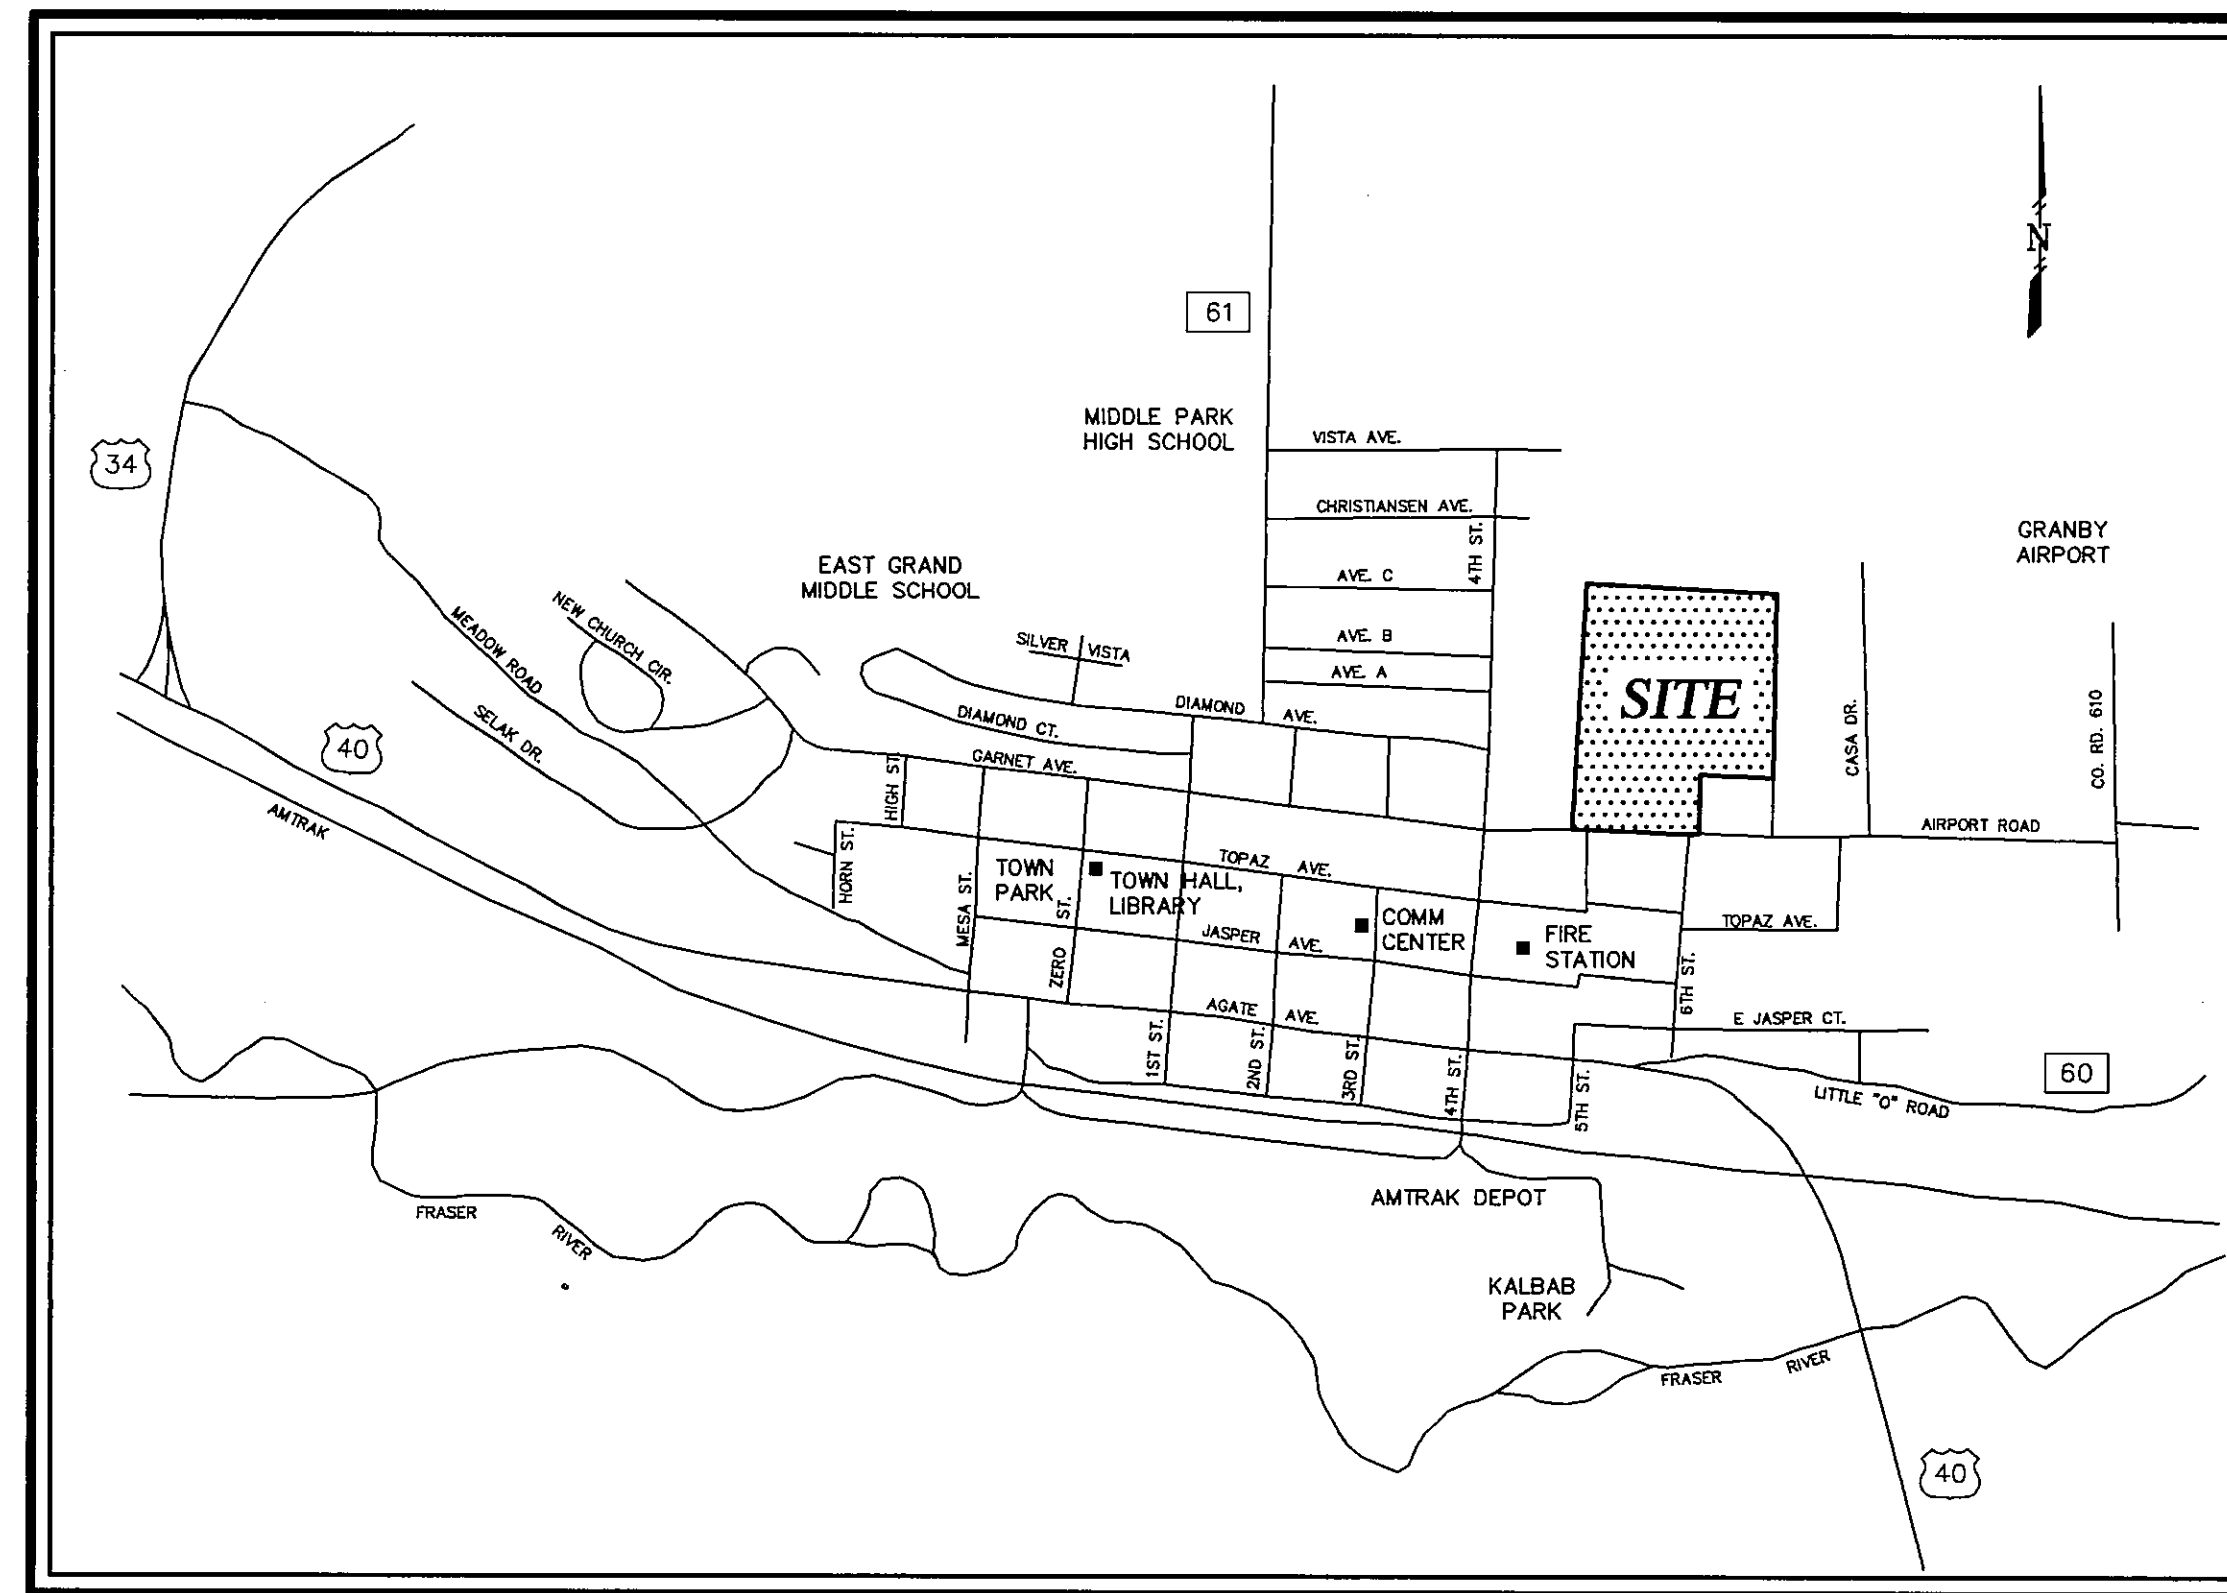 N
61
MIDDLE PARK
HIGH SCHOOL
VISTA AVE.
34
CHRISTIANSEN AVE.
4TH ST.
GRANBY
AIRPORT
EAST GRAND
MIDDLE SCHOOL
AVE. C
NEW CHURCH CIR.
MEADOW ROAD
SILVER VISTA
AVE. B
AVE. A
SITE
CASA DR.
CO. RD. 610
SELAK DR.
DIAMOND AVE.
DIAMOND CT.
40
GARNET AVE.
HIGH ST.
AMTRAK
HORN ST.
AIRPORT ROAD
TOPAZ AVE.
TOWN
PARK
TOWN HALL,
LIBRARY
MESA ST.
ZERO ST.
COMM
CENTER
JASPER AVE.
FIRE
STATION
TOPAZ AVE.
6TH ST.
AGATE AVE.
E JASPER CT.
1ST ST.
2ND ST.
3RD ST.
4TH ST.
5TH ST.
60
LITTLE "O" ROAD
AMTRAK DEPOT
FRASER RIVER
KALBAB
PARK
FRASER RIVER
40